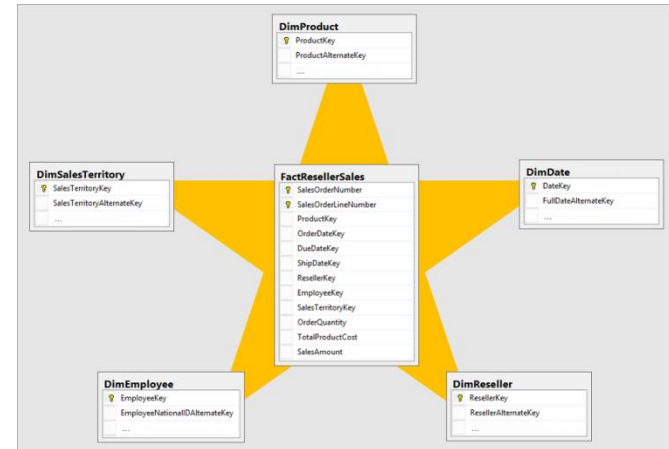 DimProduct
ProductKey
ProductAlternateKey
...
DimSalesTerritory
SalesTerritoryKey
SalesTerritoryAlternateKey
...
FactResellerSales
SalesOrderNumber
SalesOrderLineNumber
ProductKey
OrderDateKey
DueDateKey
ShipDateKey
ResellerKey
EmployeeKey
SalesTerritoryKey
OrderQuantity
TotalProductCost
SalesAmount
DimDate
DateKey
FullDateAlternateKey
...
DimEmployee
EmployeeKey
EmployeeNationalIDAlternateKey
...
DimReseller
ResellerKey
ResellerAlternateKey
...